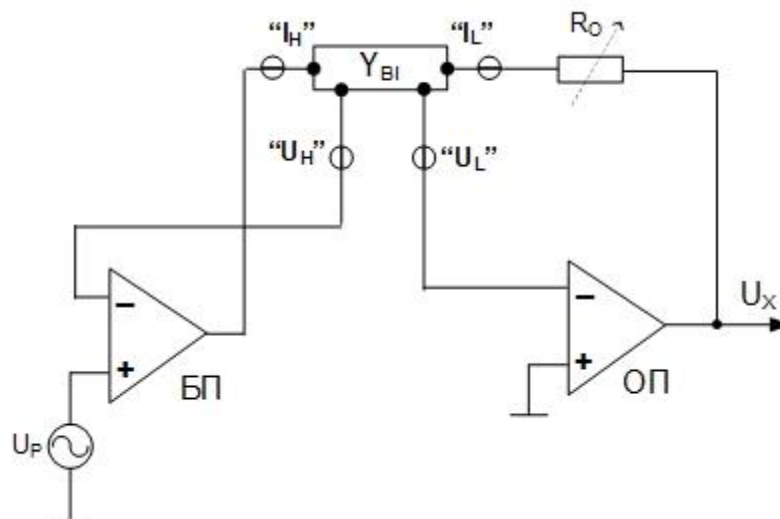 “I_H”
“I_L”
R_O
Y_BI
“U_H”
“U_L”
−
+
БП
U_P
−
+
ОП
U_X